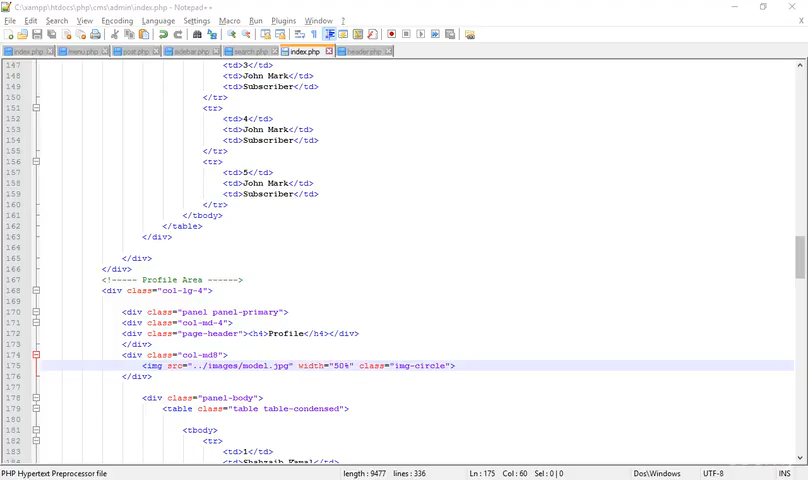 C:\xampp\htdocs\php\cms\admin\index.php - Notepad++
File Edit Search View Encoding Language Settings Macro Run Plugins Window ? X
index.php menu.php post.php sidebar.php search.php index.php header.php
147 <td>3</td>
148 <td>John Mark</td>
149 <td>Subscriber</td>
150 </tr>
151 <tr>
152 <td>4</td>
153 <td>John Mark</td>
154 <td>Subscriber</td>
155 </tr>
156 <tr>
157 <td>5</td>
158 <td>John Mark</td>
159 <td>Subscriber</td>
160 </tr>
161 </tbody>
162 </table>
163 </div>
164
165 </div>
166 </div>
167 <!----- Profile Area ------>
168 <div class="col-lg-4">
169
170 <div class="panel panel-primary">
171 <div class="col-md-4">
172 <div class="page-header"><h4>Profile</h4></div>
173 </div>
174 <div class="col-md8">
175 <img src="../images/model.jpg" width="50%" class="img-circle">
176 </div>
177
178 <div class="panel-body">
179 <table class="table table-condensed">
180
181 <tbody>
182 <tr>
183 <td>1</td>
184 <td>Shahzaib Kamal</td>
PHP Hypertext Preprocessor file length : 9477 lines : 336 Ln : 175 Col : 60 Sel : 0 | 0 Dos\Windows UTF-8 INS